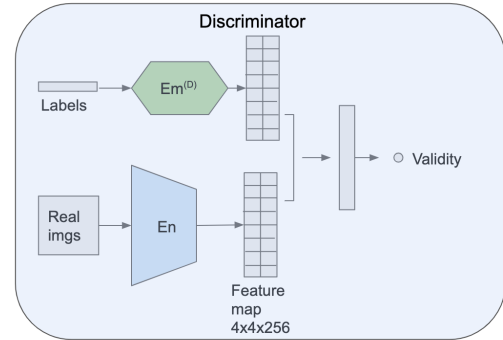 Discriminator
Em(D)
Labels
Validity
Real
imgs
En
Feature
map
4x4x256